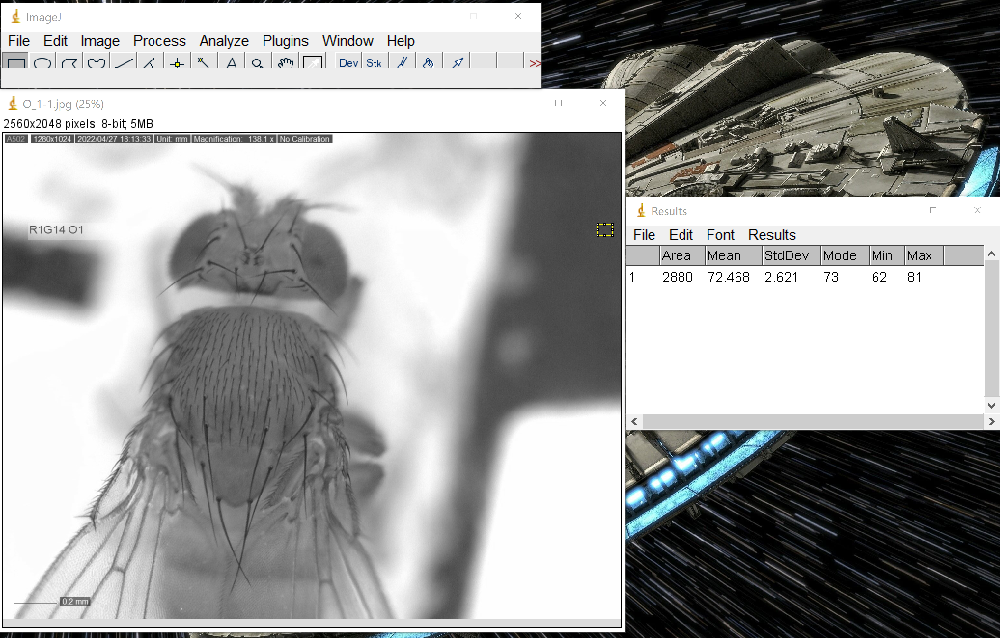 ImageJ
File Edit Image Process Analyze Plugins Window Help
A Dev Stk >>
O_1-1.jpg (25%)
2560x2048 pixels; 8-bit; 5MB
A502 1280x1024 2022/04/27 18:13:33 Unit: mm Magnification: 138.1 x No Calibration
R1G14 O1
0.2 mm
Results
File Edit Font Results
Area Mean StdDev Mode Min Max
1 2880 72.468 2.621 73 62 81